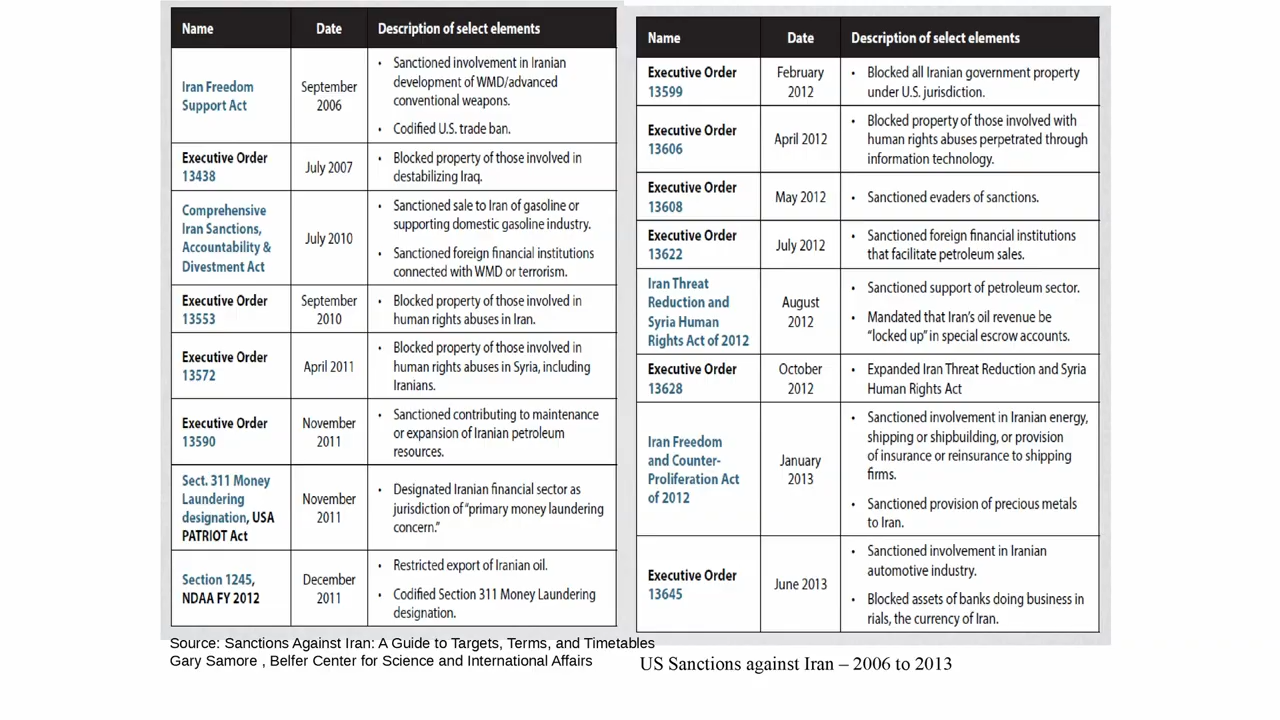 Name Date Description of select elements
Iran Freedom
Support Act
September
2006
• Sanctioned involvement in Iranian
development of WMD/advanced
conventional weapons.
• Codified U.S. trade ban.
Executive Order
13438
July 2007
• Blocked property of those involved in
destabilizing Iraq.
Comprehensive
Iran Sanctions,
Accountability &
Divestment Act
July 2010
• Sanctioned sale to Iran of gasoline or
supporting domestic gasoline industry.
• Sanctioned foreign financial institutions
connected with WMD or terrorism.
Executive Order
13553
September
2010
• Blocked property of those involved in
human rights abuses in Iran.
Executive Order
13572
April 2011
• Blocked property of those involved in
human rights abuses in Syria, including
Iranians.
Executive Order
13590
November
2011
• Sanctioned contributing to maintenance
or expansion of Iranian petroleum
resources.
Sect. 311 Money
Laundering
designation, USA
PATRIOT Act
November
2011
• Designated Iranian financial sector as
jurisdiction of "primary money laundering
concern."
Section 1245,
NDAA FY 2012
December
2011
• Restricted export of Iranian oil.
• Codified Section 311 Money Laundering
designation.
Source: Sanctions Against Iran: A Guide to Targets, Terms, and Timetables
Gary Samore , Belfer Center for Science and International Affairs
Name Date Description of select elements
Executive Order
13599
February
2012
• Blocked all Iranian government property
under U.S. jurisdiction.
Executive Order
13606
April 2012
• Blocked property of those involved with
human rights abuses perpetrated through
information technology.
Executive Order
13608
May 2012
• Sanctioned evaders of sanctions.
Executive Order
13622
July 2012
• Sanctioned foreign financial institutions
that facilitate petroleum sales.
Iran Threat
Reduction and
Syria Human
Rights Act of 2012
August
2012
• Sanctioned support of petroleum sector.
• Mandated that Iran's oil revenue be
"locked up" in special escrow accounts.
Executive Order
13628
October
2012
• Expanded Iran Threat Reduction and Syria
Human Rights Act
Iran Freedom
and Counter-
Proliferation Act
of 2012
January
2013
• Sanctioned involvement in Iranian energy,
shipping or shipbuilding, or provision
of insurance or reinsurance to shipping
firms.
• Sanctioned provision of precious metals
to Iran.
Executive Order
13645
June 2013
• Sanctioned involvement in Iranian
automotive industry.
• Blocked assets of banks doing business in
rials, the currency of Iran.
US Sanctions against Iran – 2006 to 2013